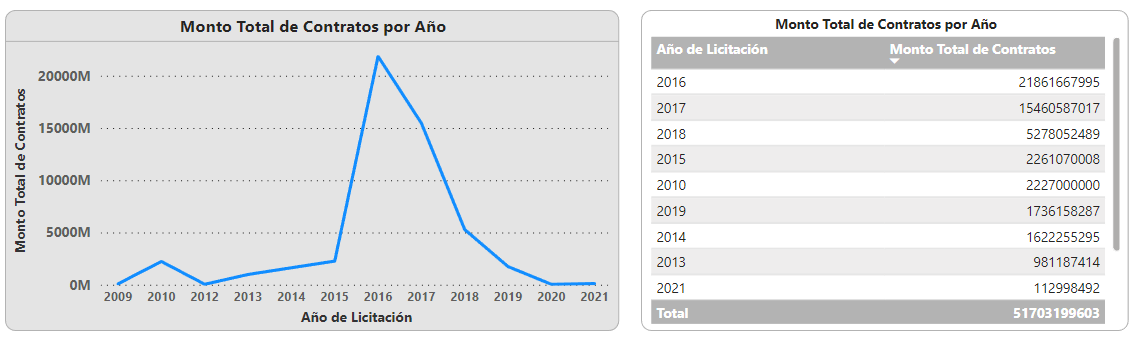 Monto Total de Contratos por Año
Monto Total de Contratos
20000M
15000M
10000M
5000M
0M
2009 2010 2012 2013 2014 2015 2016 2017 2018 2019 2020 2021
Año de Licitación
Monto Total de Contratos por Año
Año de Licitación Monto Total de Contratos
2016 21861667995
2017 15460587017
2018 5278052489
2015 2261070008
2010 2227000000
2019 1736158287
2014 1622255295
2013 981187414
2021 112998492
Total 51703199603